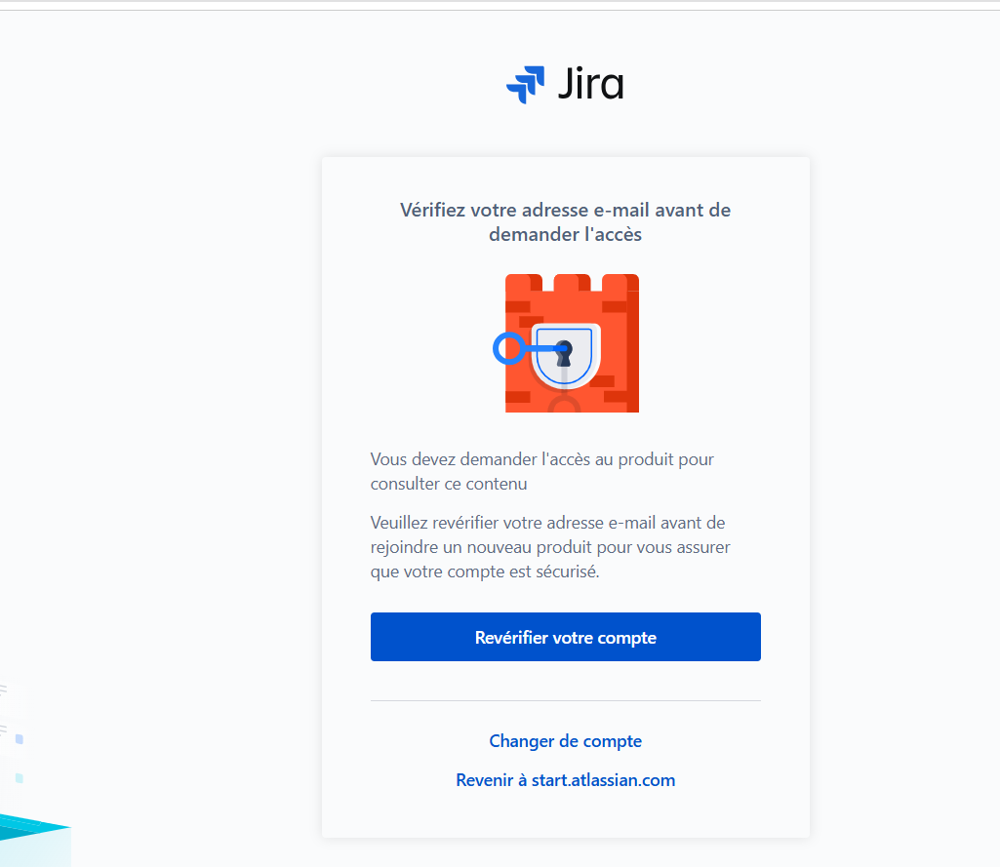 Jira
Vérifiez votre adresse e-mail avant de
demander l'accès
Vous devez demander l'accès au produit pour
consulter ce contenu
Veuillez revérifier votre adresse e-mail avant de
rejoindre un nouveau produit pour vous assurer
que votre compte est sécurisé.
Revérifier votre compte
Changer de compte
Revenir à start.atlassian.com